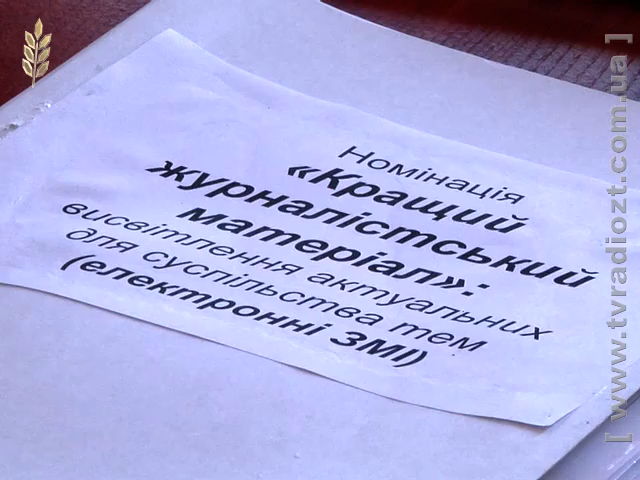 Номінація
«Кращий
журналістський
матеріал»:
висвітлення актуальних
для суспільства тем
(електронні ЗМІ)
[ www.tvradiozt.com.ua ]